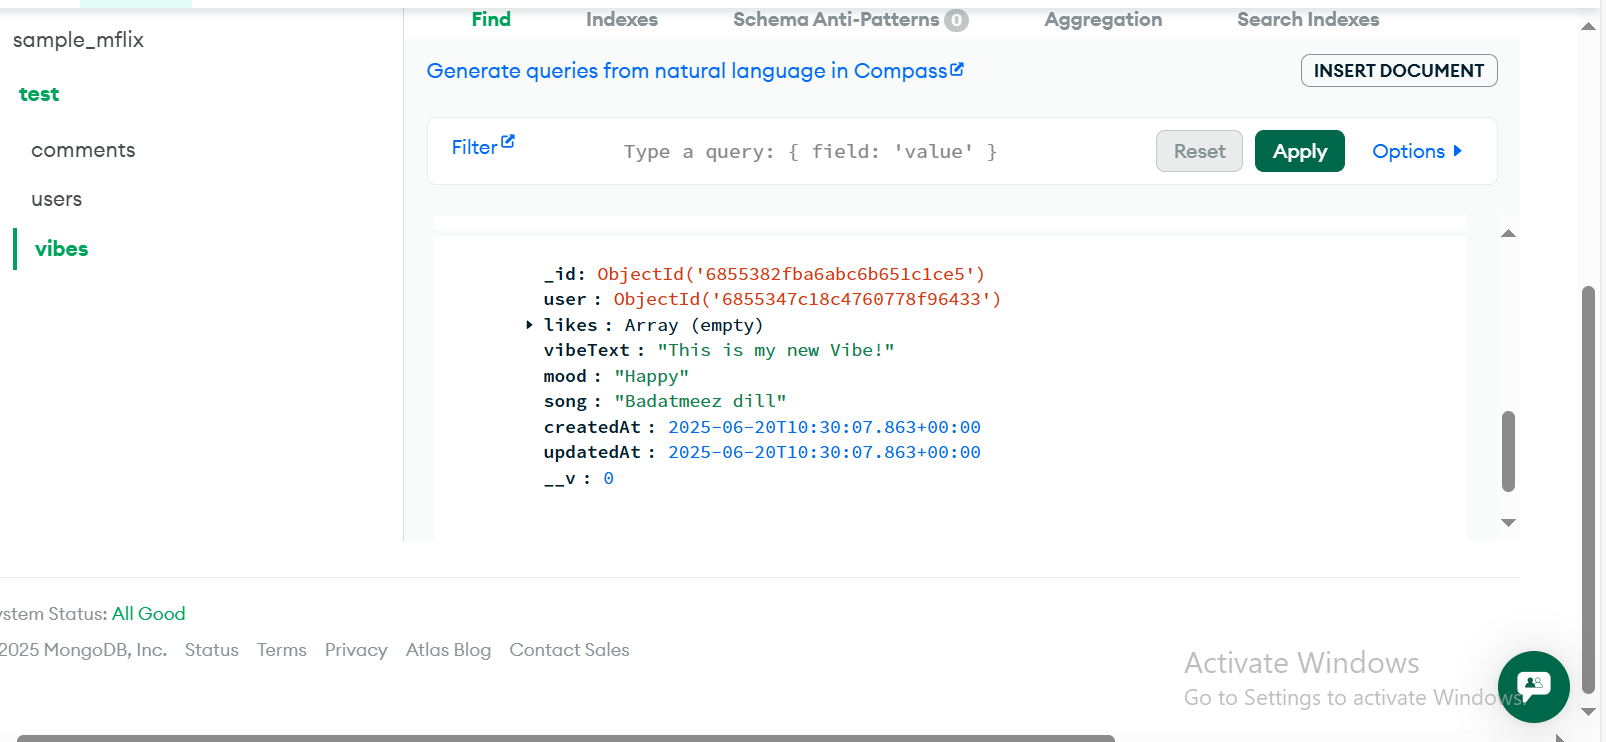 sample_mflix
test
comments
users
vibes
Find Indexes Schema Anti-Patterns 0 Aggregation Search Indexes
Generate queries from natural language in Compass
INSERT DOCUMENT
Filter
Type a query: { field: 'value' }
Reset
Apply
Options
_id: ObjectId('6855382fba6abc6b651c1ce5')
user : ObjectId('6855347c18c4760778f96433')
likes : Array (empty)
vibeText : "This is my new Vibe!"
mood : "Happy"
song : "Badatmeez dill"
createdAt : 2025-06-20T10:30:07.863+00:00
updatedAt : 2025-06-20T10:30:07.863+00:00
__v : 0
ystem Status: All Good
2025 MongoDB, Inc. Status Terms Privacy Atlas Blog Contact Sales
Activate Windows
Go to Settings to activate Windows.